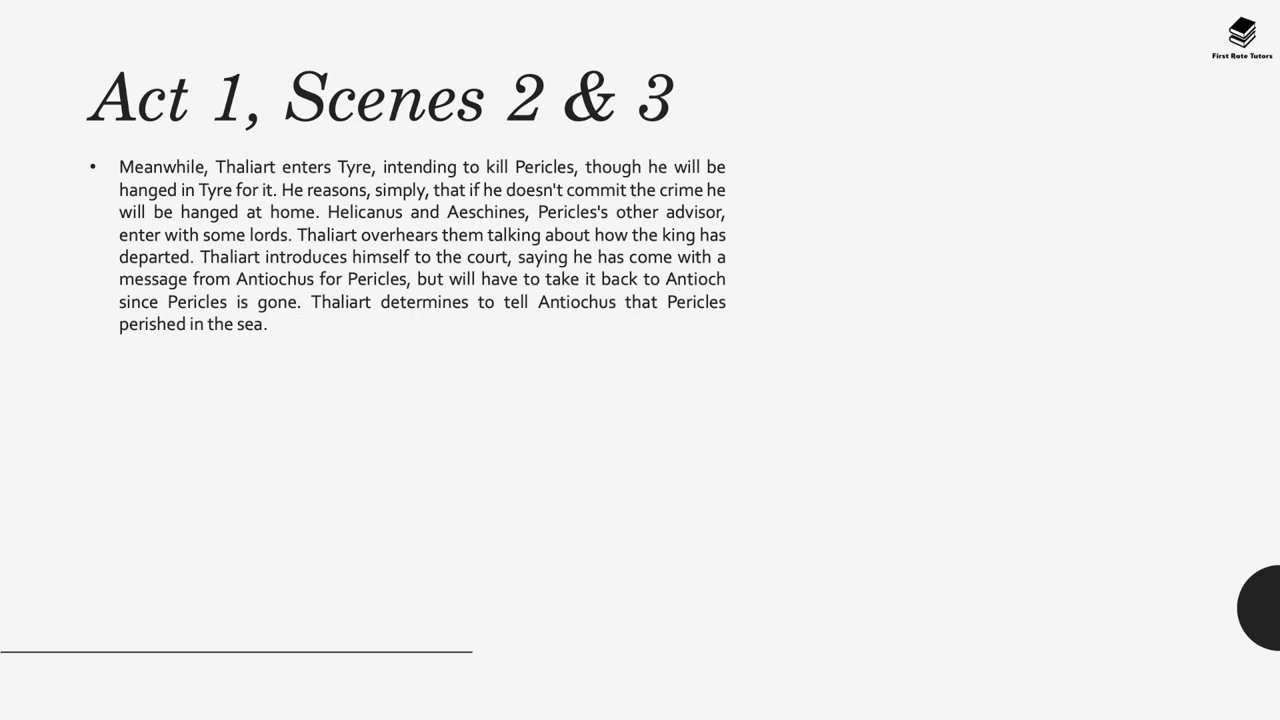 First Rate Tutors
Act 1, Scenes 2 & 3
• Meanwhile, Thaliart enters Tyre, intending to kill Pericles, though he will be
hanged in Tyre for it. He reasons, simply, that if he doesn't commit the crime he
will be hanged at home. Helicanus and Aeschines, Pericles's other advisor,
enter with some lords. Thaliart overhears them talking about how the king has
departed. Thaliart introduces himself to the court, saying he has come with a
message from Antiochus for Pericles, but will have to take it back to Antioch
since Pericles is gone. Thaliart determines to tell Antiochus that Pericles
perished in the sea.